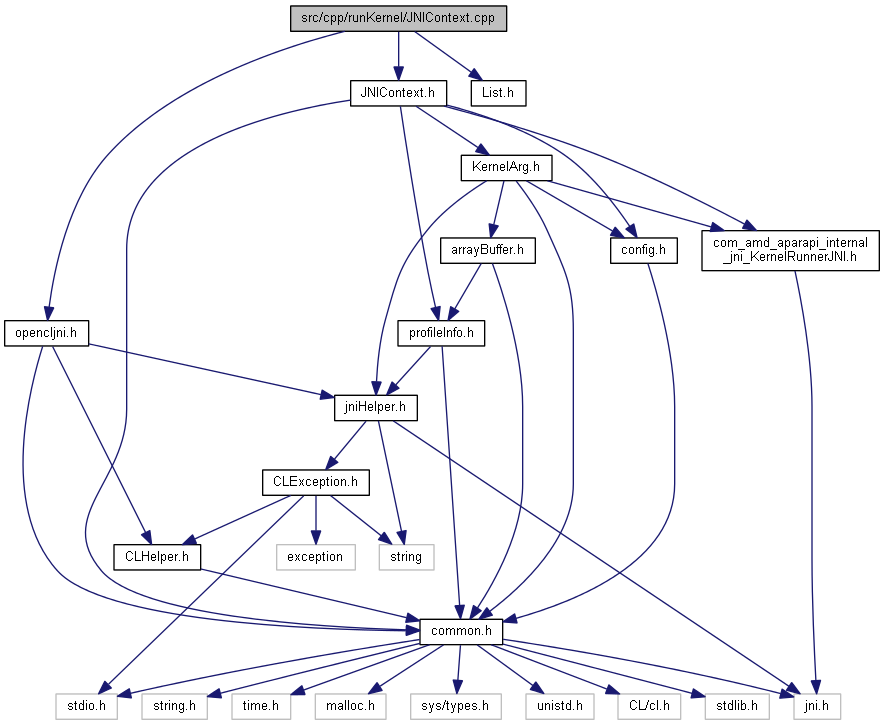 src/cpp/runKernel/JNIContext.cpp
JNIContext.h
List.h
KernelArg.h
arrayBuffer.h
config.h
com_amd_aparapi_internal
_jni_KernelRunnerJNI.h
opencljni.h
profileInfo.h
jniHelper.h
CLException.h
CLHelper.h
exception
string
common.h
stdio.h
string.h
time.h
malloc.h
sys/types.h
unistd.h
CL/cl.h
stdlib.h
jni.h